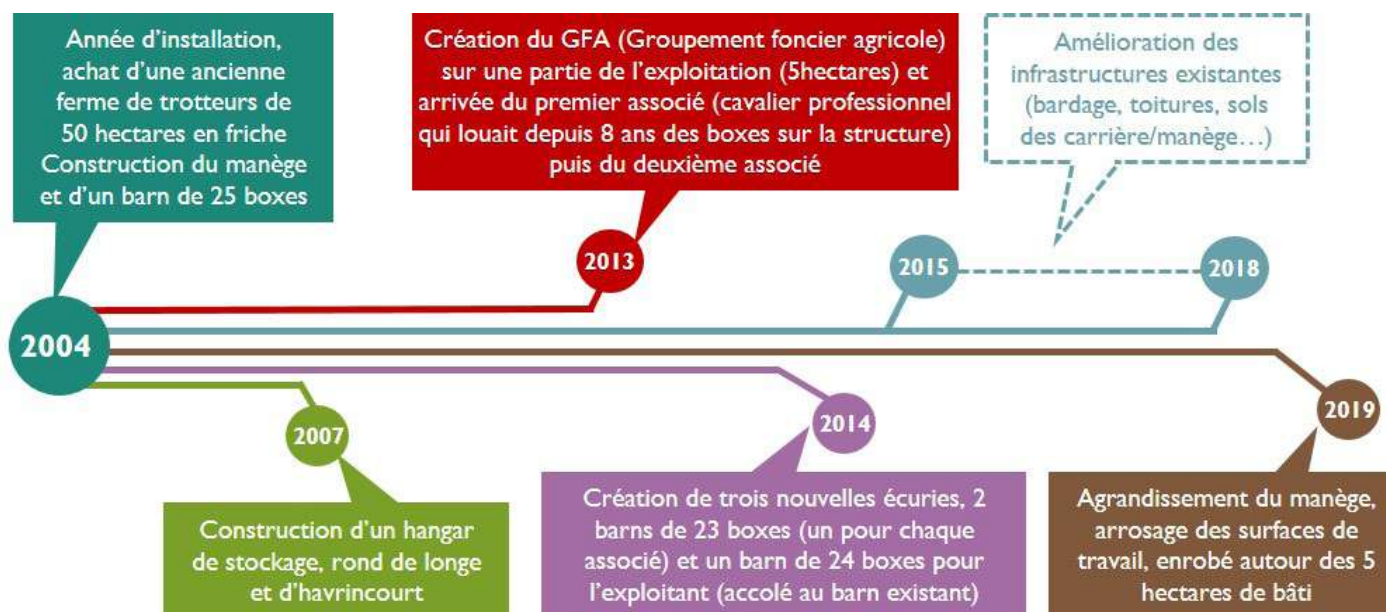 Année d'installation,
achat d'une ancienne
ferme de trotteurs de
50 hectares en friche
Construction du manège
et d'un barn de 25 boxes
Création du GFA (Groupement foncier agricole)
sur une partie de l'exploitation (5hectares) et
arrivée du premier associé (cavalier professionnel
qui louait depuis 8 ans des boxes sur la structure)
puis du deuxième associé
Amélioration des
infrastructures existantes
(bardage, toitures, sols
des carrière/manège…)
2013
2015
2018
2004
2007
2014
2019
Construction d'un hangar
de stockage, rond de longe
et d'havrincourt
Création de trois nouvelles écuries, 2
barns de 23 boxes (un pour chaque
associé) et un barn de 24 boxes pour
l'exploitant (accolé au barn existant)
Agrandissement du manège,
arrosage des surfaces de
travail, enrobé autour des 5
hectares de bâti